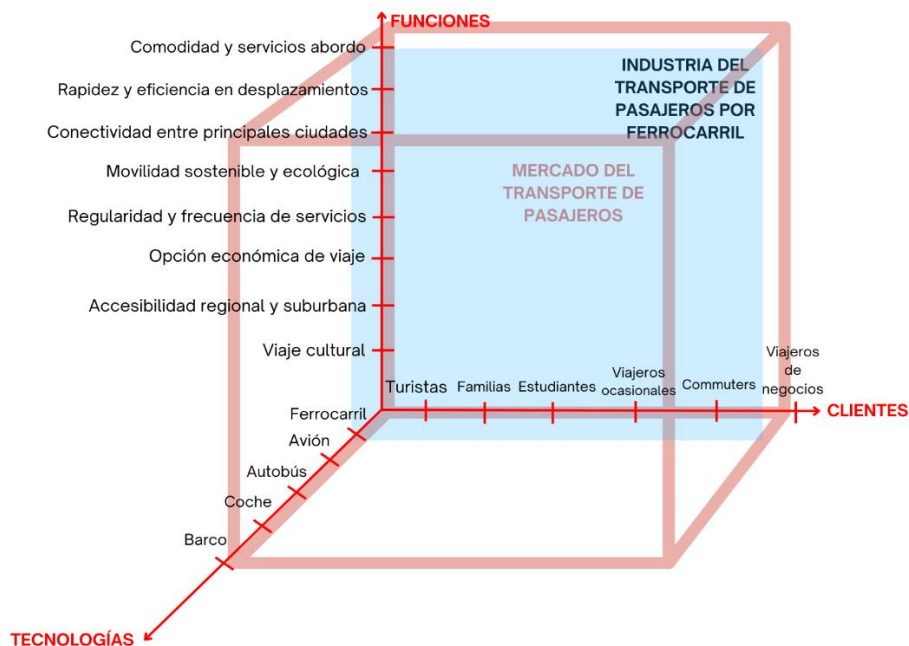 FUNCIONES
Comodidad y servicios abordo
Rapidez y eficiencia en desplazamientos
Conectividad entre principales ciudades
Movilidad sostenible y ecológica
Regularidad y frecuencia de servicios
Opción económica de viaje
Accesibilidad regional y suburbana
Viaje cultural
INDUSTRIA DEL
TRANSPORTE DE
PASAJEROS POR
FERROCARRIL
MERCADO DEL
TRANSPORTE DE
PASAJEROS
Turistas
Familias
Estudiantes
Viajeros
ocasionales
Commuters
Viajeros
de
negocios
CLIENTES
Ferrocarril
Avión
Autobús
Coche
Barco
TECNOLOGÍAS